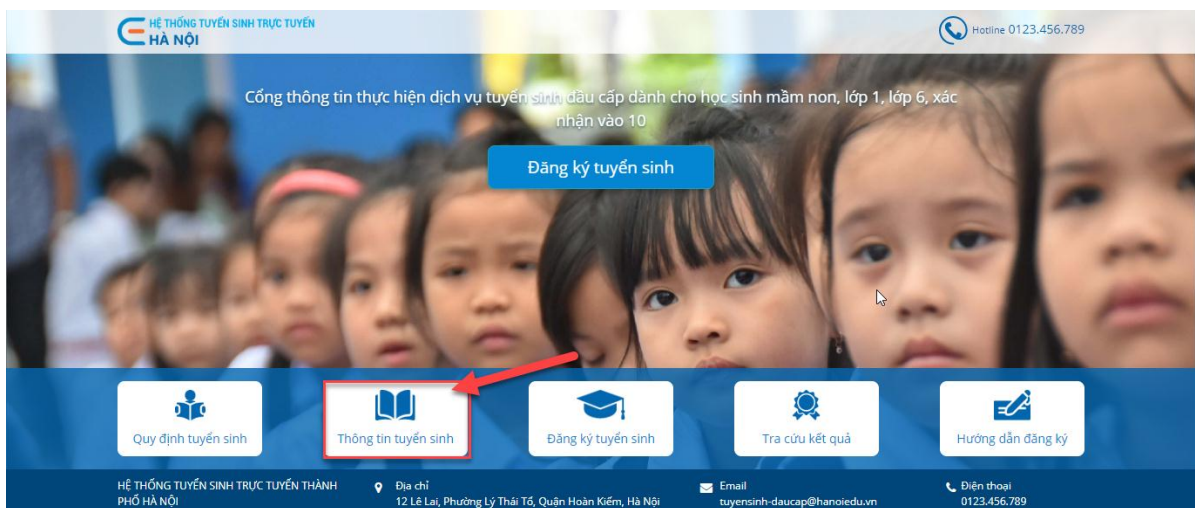 HỆ THỐNG TUYỂN SINH TRỰC TUYẾN
HÀ NỘI
Hotline 0123.456.789
Cổng thông tin thực hiện dịch vụ tuyển sinh đầu cấp dành cho học sinh mầm non, lớp 1, lớp 6, xác
nhận vào 10
Đăng ký tuyển sinh
Quy định tuyển sinh
Thông tin tuyển sinh
Đăng ký tuyển sinh
Tra cứu kết quả
Hướng dẫn đăng ký
HỆ THỐNG TUYỂN SINH TRỰC TUYẾN THÀNH
PHỐ HÀ NỘI
Địa chỉ
12 Lê Lai, Phường Lý Thái Tổ, Quận Hoàn Kiếm, Hà Nội
Email
tuyensinh-daucap@hanoiedu.vn
Điện thoại
0123.456.789